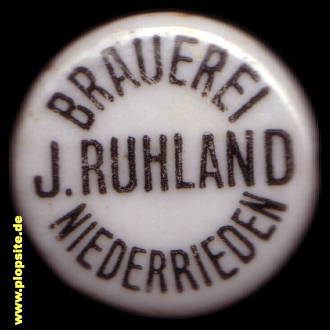 BRAUEREI
J. RUHLAND
NIEDERRIEDEN
www.plopsite.de